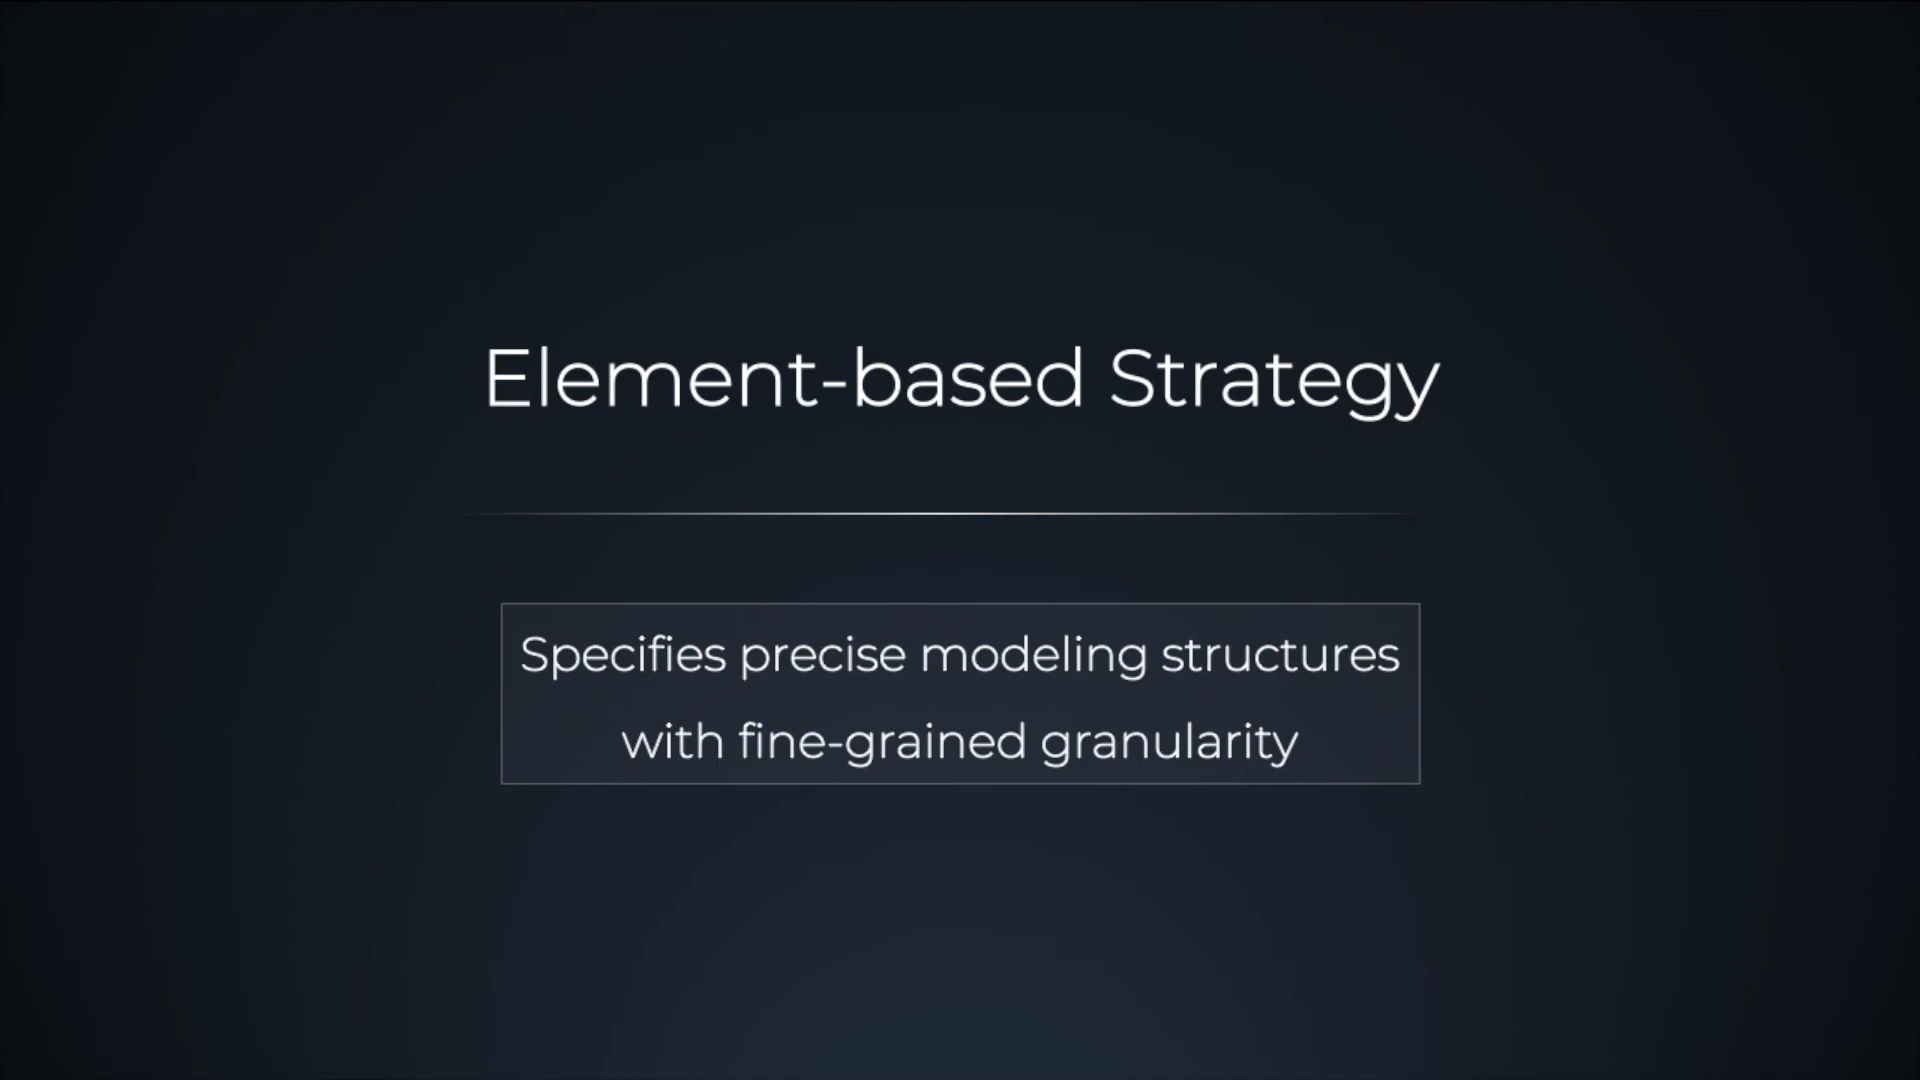 Element-based Strategy
Specifies precise modeling structures
with fine-grained granularity